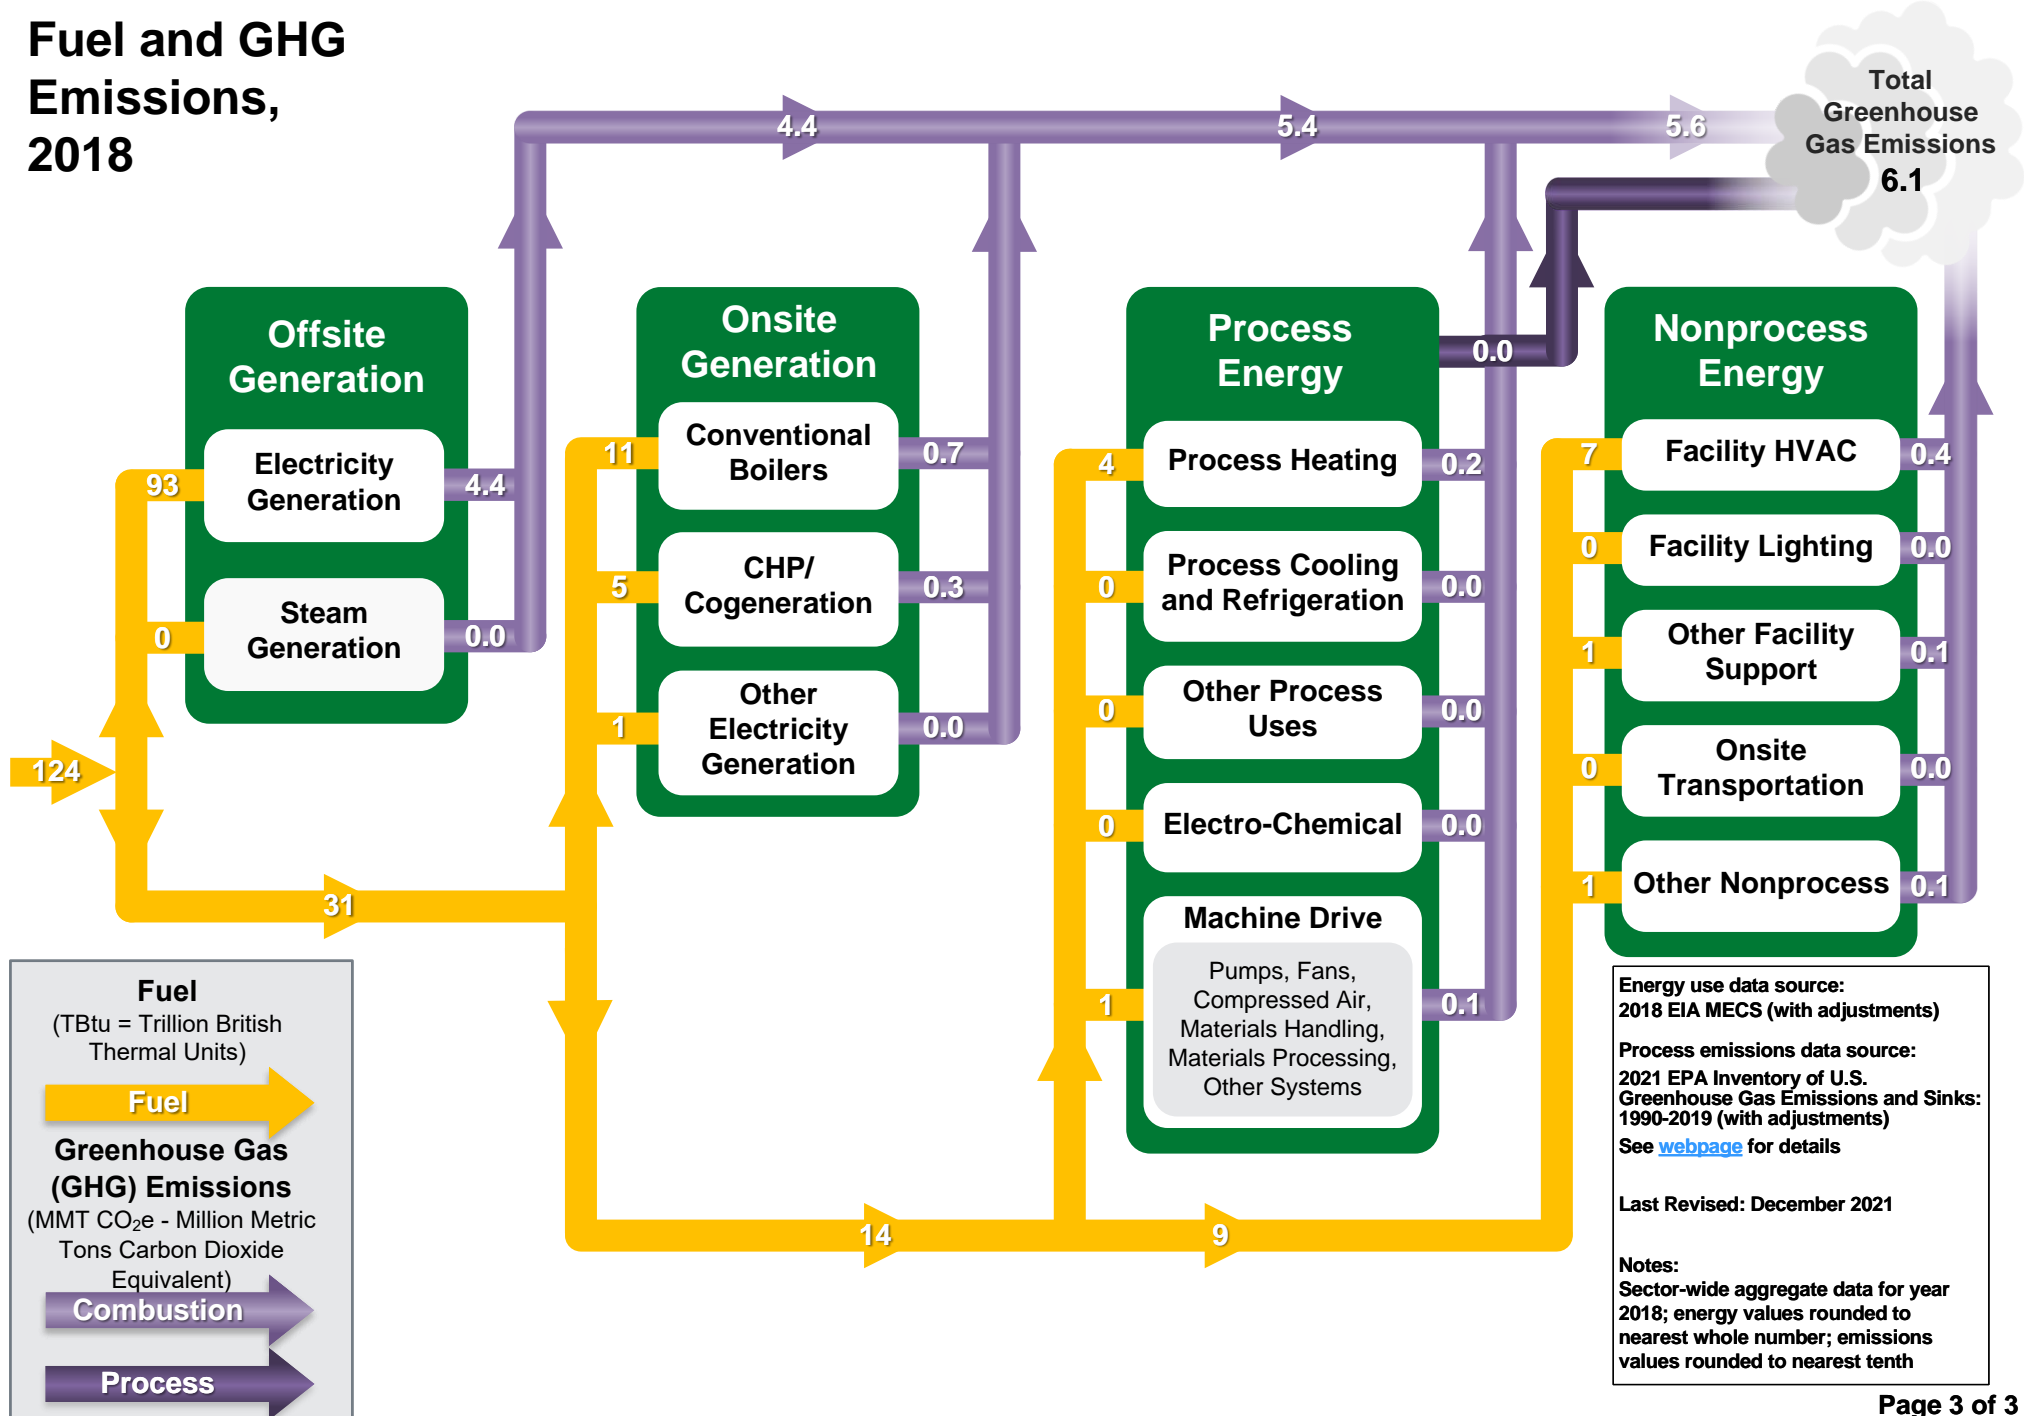 Fuel and GHG
Emissions,
2018
Total
Greenhouse
Gas Emissions
6.1
4.4
5.4
5.6
Offsite
Generation
93
Electricity
Generation
4.4
0
Steam
Generation
0.0
124
31
Onsite
Generation
11
Conventional
Boilers
0.7
5
CHP/
Cogeneration
0.3
1
Other
Electricity
Generation
0.0
14
9
Process
Energy
0.0
4
Process Heating
0.2
0
Process Cooling
and Refrigeration
0.0
0
Other Process
Uses
0.0
0
Electro-Chemical
0.0
Machine Drive
1
Pumps, Fans,
Compressed Air,
Materials Handling,
Materials Processing,
Other Systems
0.1
Nonprocess
Energy
7
Facility HVAC
0.4
0
Facility Lighting
0.0
1
Other Facility
Support
0.1
0
Onsite
Transportation
0.0
1
Other Nonprocess
0.1
Fuel
(TBtu = Trillion British
Thermal Units)
Fuel
Greenhouse Gas
(GHG) Emissions
(MMT CO₂e - Million Metric
Tons Carbon Dioxide
Equivalent)
Combustion
Process
Energy use data source:
2018 EIA MECS (with adjustments)
Process emissions data source:
2021 EPA Inventory of U.S.
Greenhouse Gas Emissions and Sinks:
1990-2019 (with adjustments)
See webpage for details
Last Revised: December 2021
Notes:
Sector-wide aggregate data for year
2018; energy values rounded to
nearest whole number; emissions
values rounded to nearest tenth
Page 3 of 3